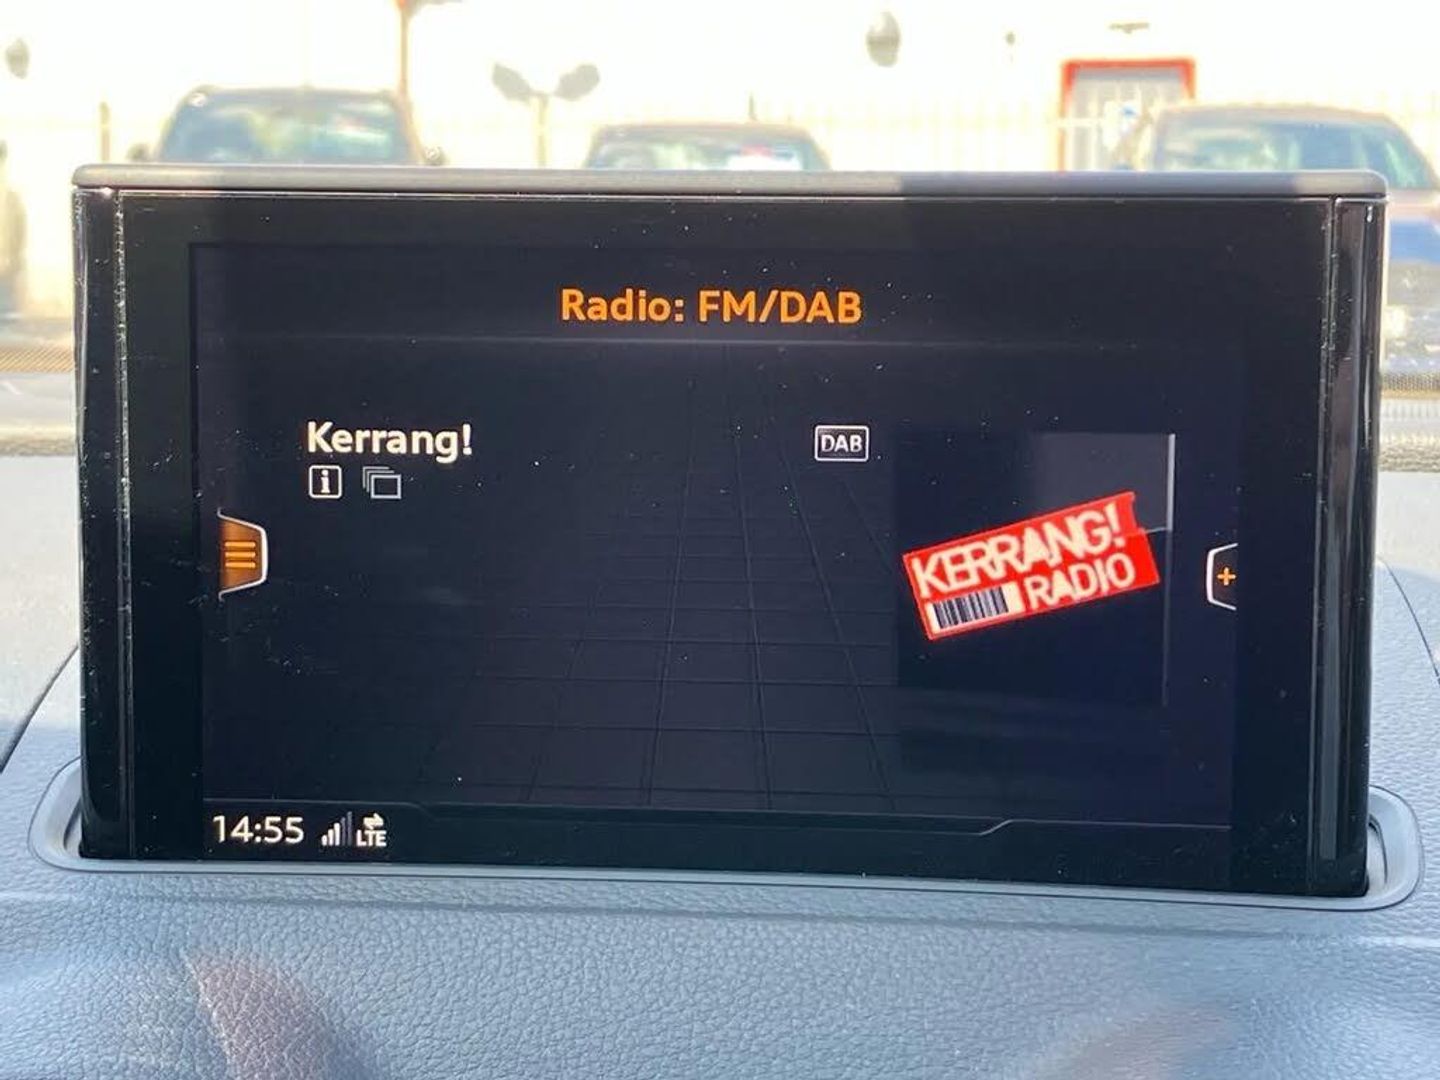 Radio: FM/DAB
Kerrang!
DAB
i
KERRANG!
RADIO
+
14:55
LTE